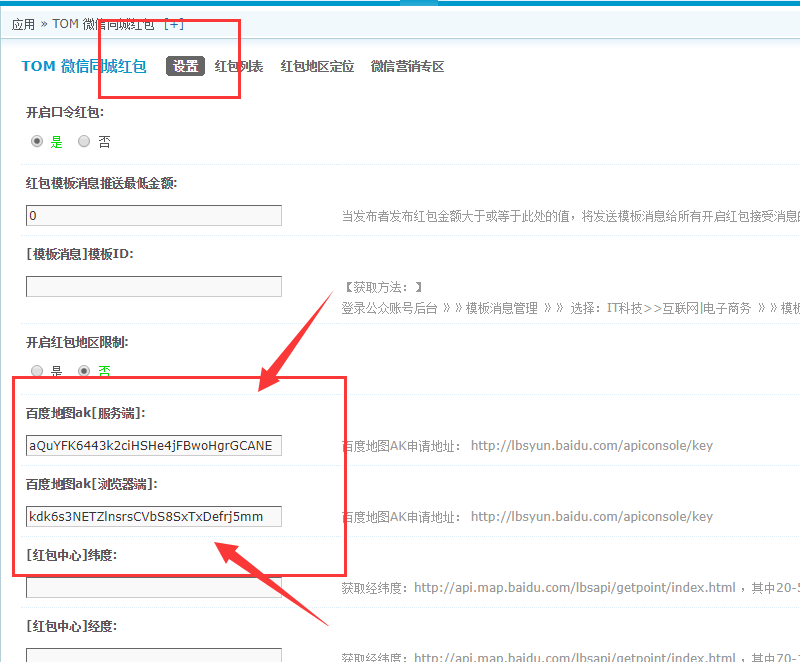 应用 » TOM 微信同城红包 [+]
TOM 微信同城红包 设置 红包列表 红包地区定位 微信营销专区
开启口令红包:
是 否
红包模板消息推送最低金额:
0 当发布者发布红包金额大于或等于此处的值，将发送模板消息给所有开启红包接受消息
[模板消息]模板ID:
【获取方法：】
登录公众账号后台 》》模板消息管理 》》 选择：IT科技>>互联网|电子商务 》》模板
开启红包地区限制:
是 否
百度地图ak[服务端]:
aQuYFK6443k2ciHSHe4jFBwoHgrGCANE 百度地图AK申请地址： http://lbsyun.baidu.com/apiconsole/key
百度地图ak[浏览器端]:
kdk6s3NETZlnsrsCVbS8SxTxDefrj5mm 百度地图AK申请地址： http://lbsyun.baidu.com/apiconsole/key
[红包中心]纬度:
获取经纬度：http://api.map.baidu.com/lbsapi/getpoint/index.html ，其中20-5
[红包中心]经度:
获取经纬度：http://api.map.baidu.com/lbsapi/getpoint/index.html ，其中70-